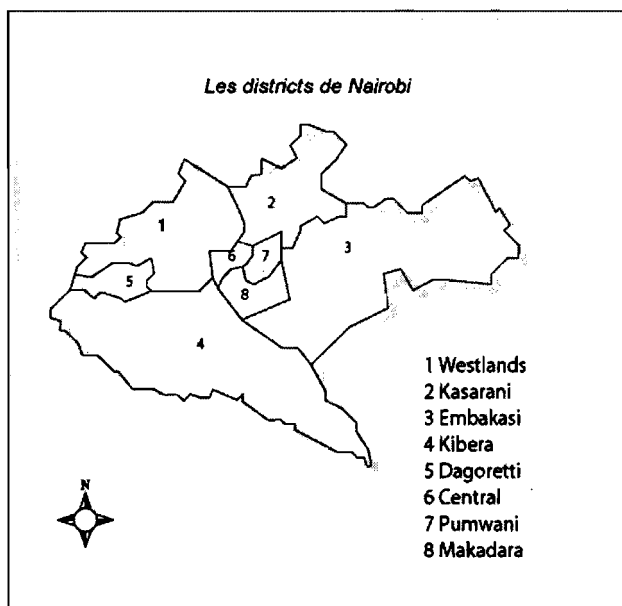 Les districts de Nairobi
2
1
3
6
7
5
8
4
1 Westlands
2 Kasarani
3 Embakasi
4 Kibera
5 Dagoretti
6 Central
7 Pumwani
8 Makadara
N